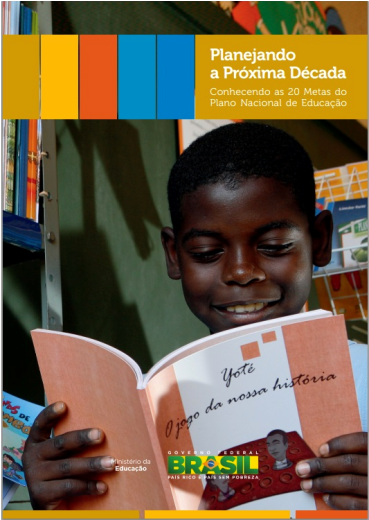 Planejando
a Próxima Década
Conhecendo as 20 Metas do
Plano Nacional de Educação
Yoté
O jogo da nossa história
Ministério da
Educação
GOVERNO FEDERAL
BRASIL
PAÍS RICO É PAÍS SEM POBREZA